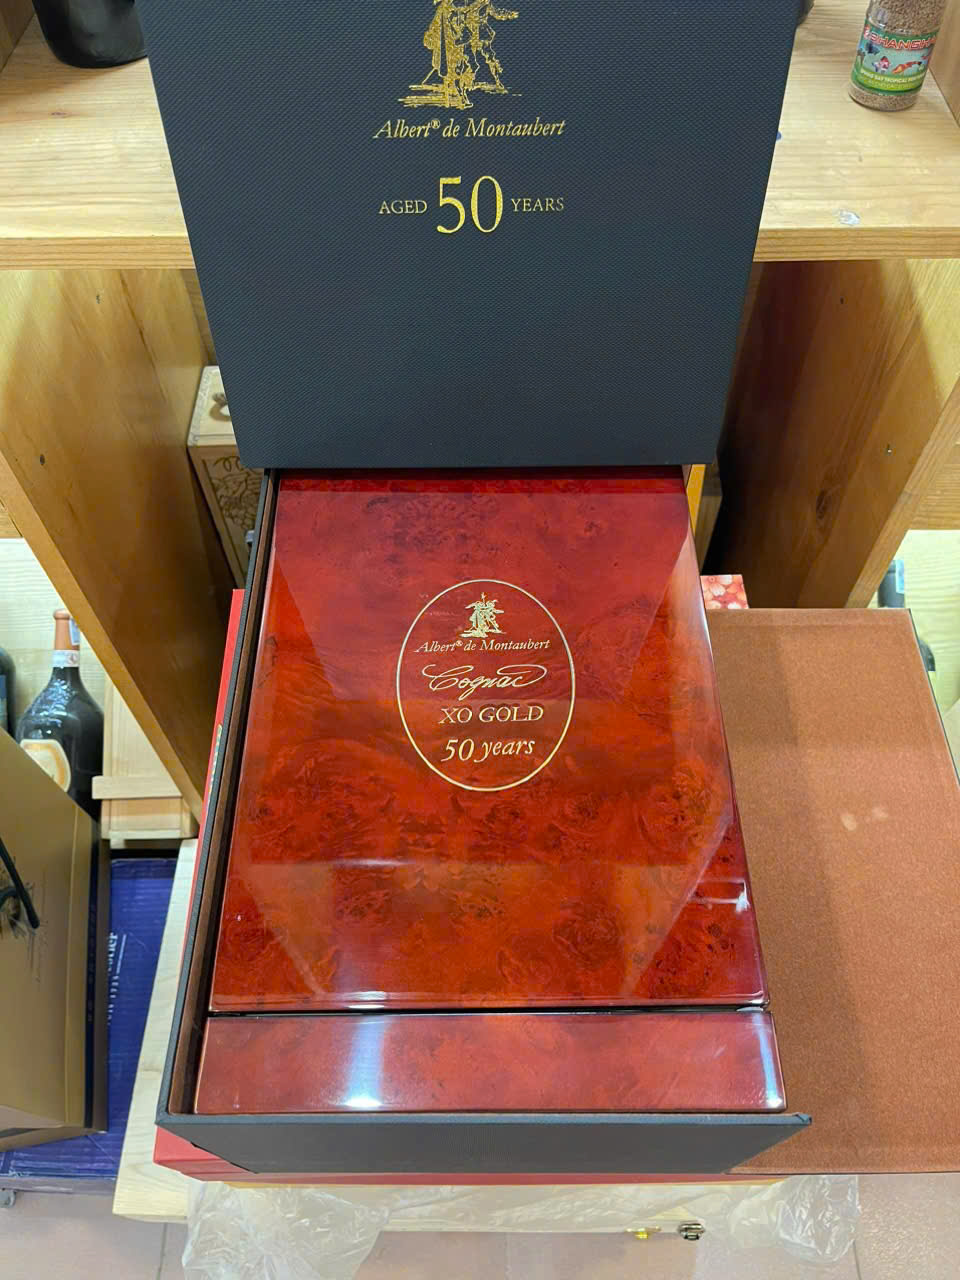 Albert® de Montaubert
AGED 50 YEARS
Albert® de Montaubert
Cognac
XO GOLD
50 years